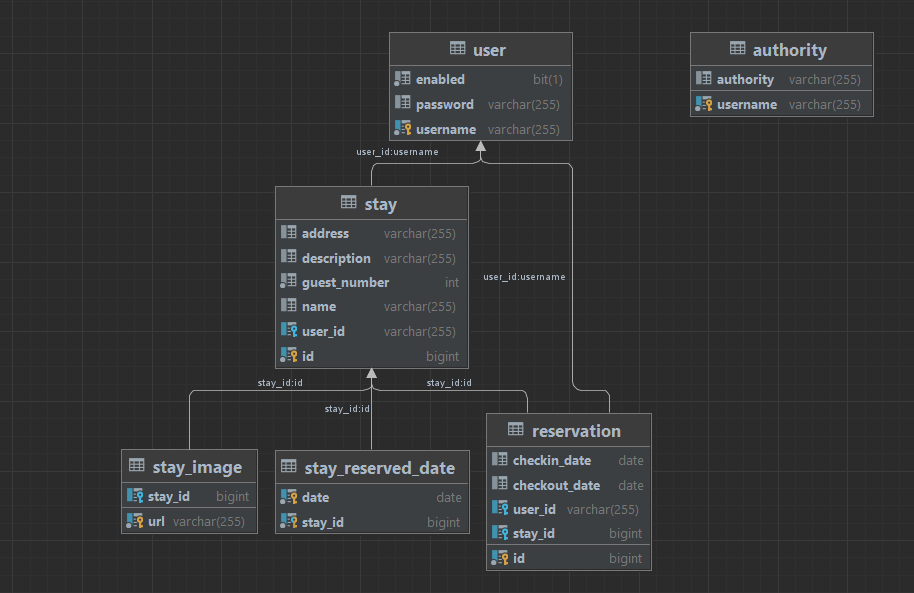 user
enabled bit(1)
password varchar(255)
username varchar(255)
authority
authority varchar(255)
username varchar(255)
user_id:username
stay
address varchar(255)
description varchar(255)
guest_number int
name varchar(255)
user_id varchar(255)
id bigint
user_id:username
stay_id:id
stay_id:id
stay_id:id
stay_image
stay_id bigint
url varchar(255)
stay_reserved_date
date date
stay_id bigint
reservation
checkin_date date
checkout_date date
user_id varchar(255)
stay_id bigint
id bigint